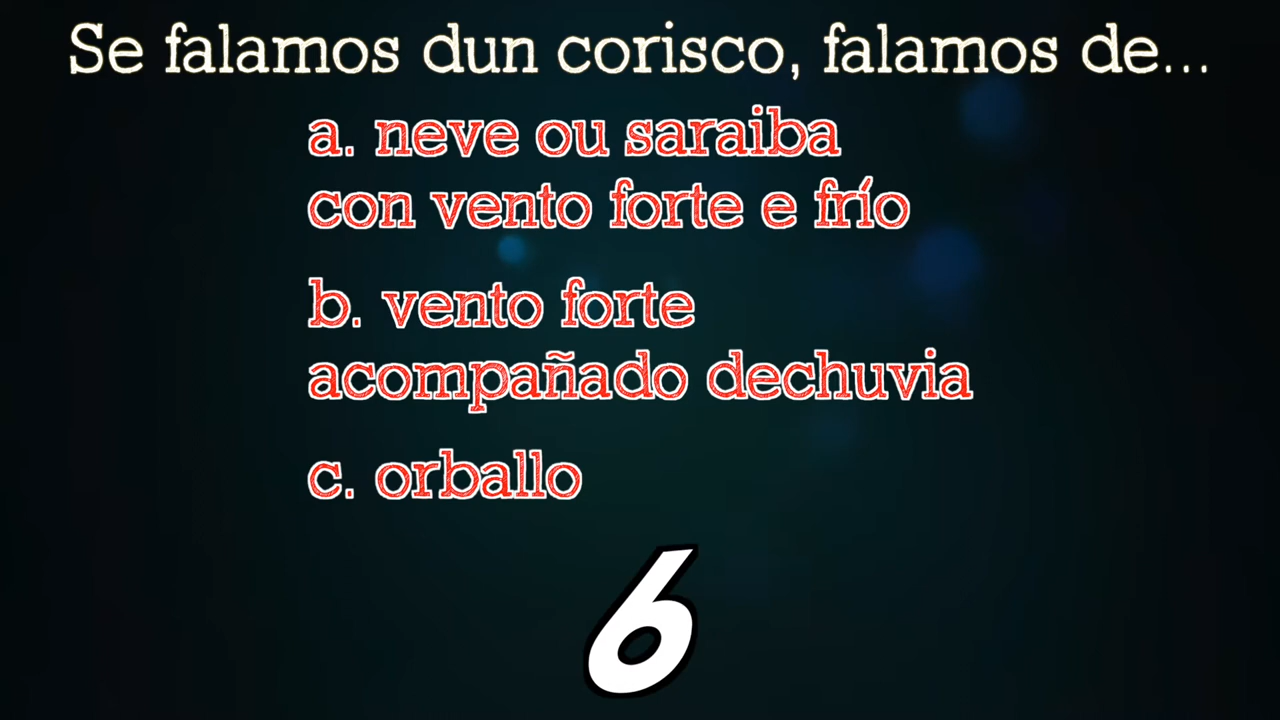 Se falamos dun corisco, falamos de...
a. neve ou saraiba
con vento forte e frío
b. vento forte
acompañado dechuvia
c. orballo
6